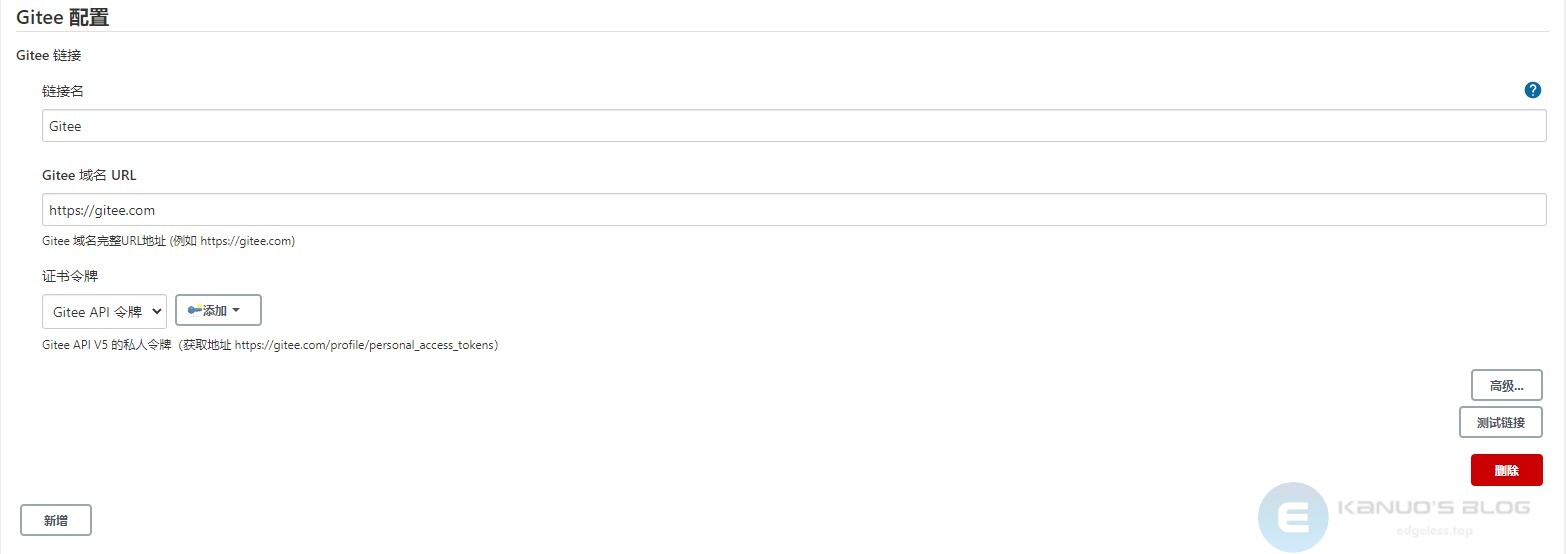 Gitee 配置
Gitee 链接
链接名
?
Gitee
Gitee 域名 URL
https://gitee.com
Gitee 域名完整URL地址 (例如 https://gitee.com)
证书令牌
Gitee API 令牌 添加
Gitee API V5 的私人令牌（获取地址 https://gitee.com/profile/personal_access_tokens）
高级...
测试链接
删除
新增
E KANUO'S BLOG
edgeless.top